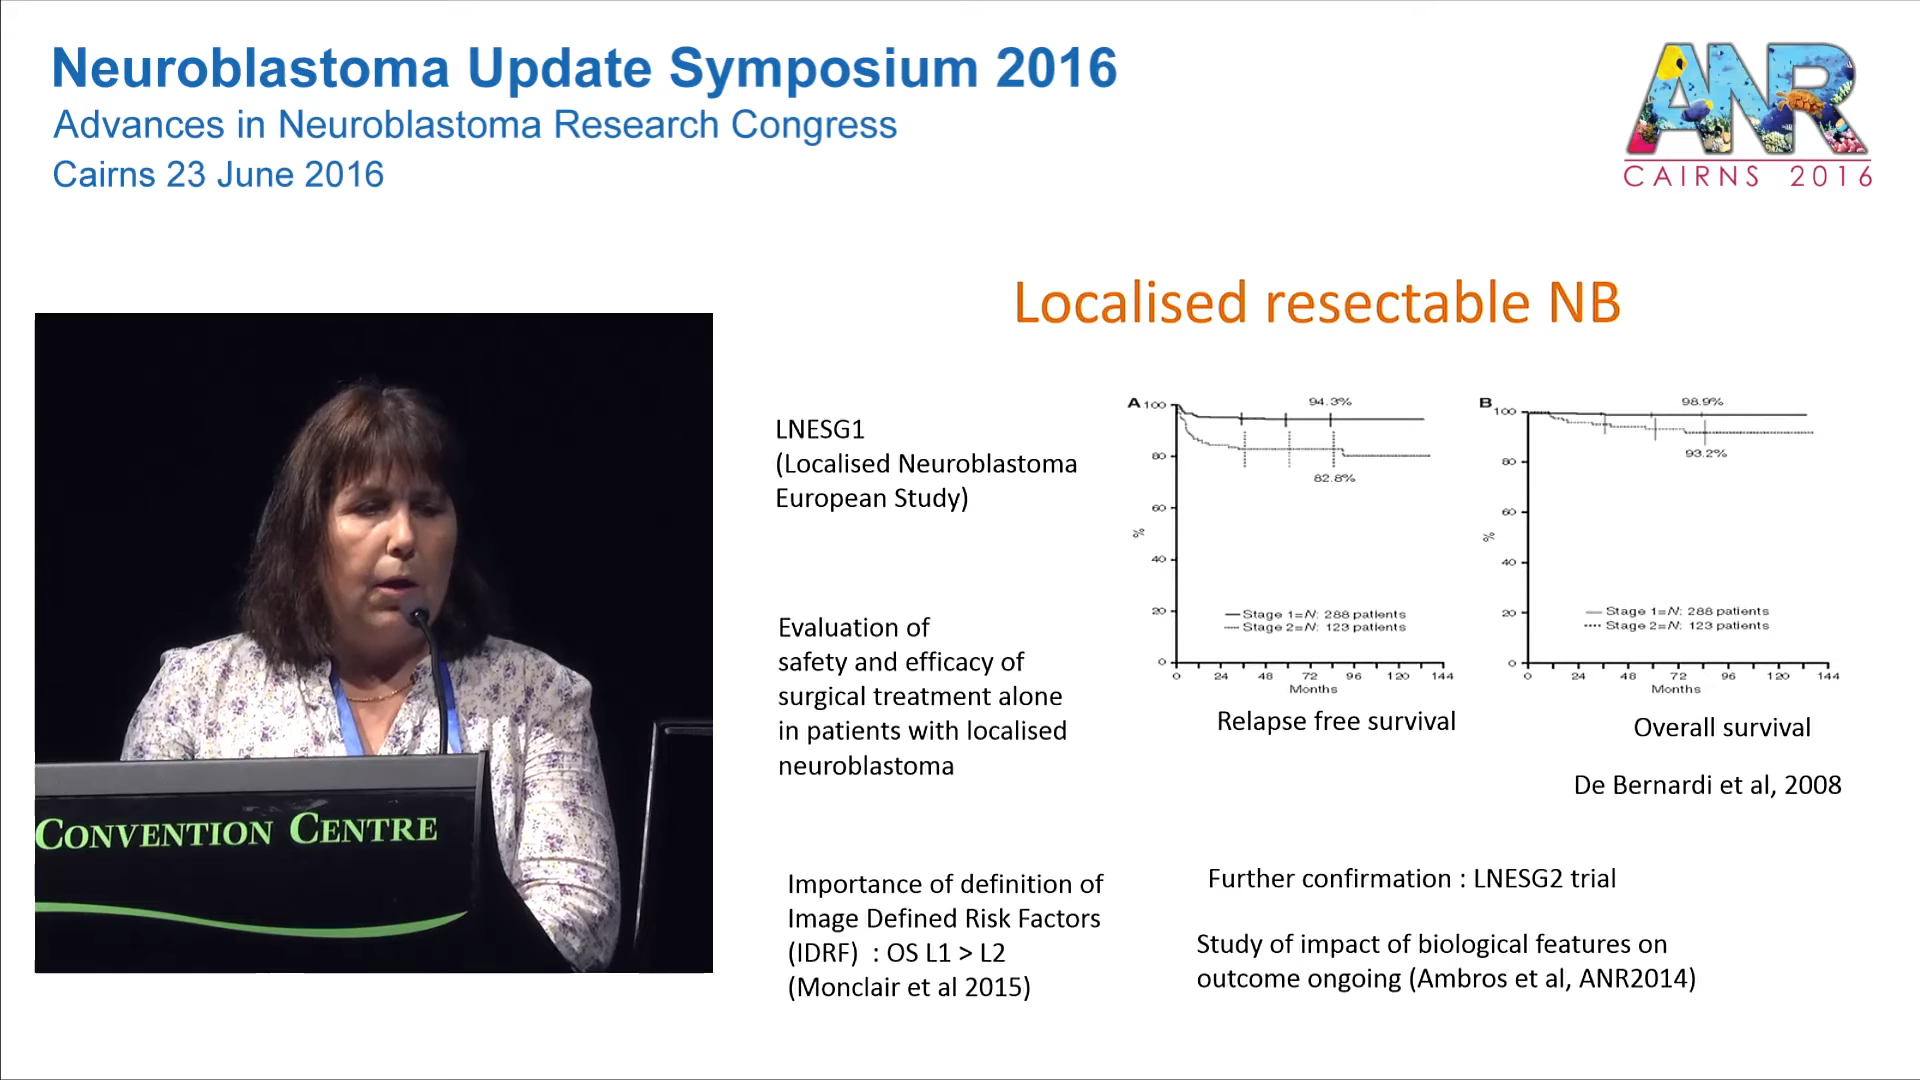 Neuroblastoma Update Symposium 2016
Advances in Neuroblastoma Research Congress
Cairns 23 June 2016
ANR
CAIRNS 2016
Localised resectable NB
LNESG1
(Localised Neuroblastoma
European Study)
Evaluation of
safety and efficacy of
surgical treatment alone
in patients with localised
neuroblastoma
Importance of definition of
Image Defined Risk Factors
(IDRF) : OS L1 > L2
(Monclair et al 2015)
A
100
80
60
40
20
0
%
94.3%
82.8%
Stage 1=N: 288 patients
Stage 2=N: 123 patients
0 24 48 72 96 120 144
Months
Relapse free survival
B
100
80
60
40
20
0
%
98.9%
93.2%
Stage 1=N: 288 patients
Stage 2=N: 123 patients
0 24 48 72 96 120 144
Months
Overall survival
De Bernardi et al, 2008
Further confirmation : LNESG2 trial
Study of impact of biological features on
outcome ongoing (Ambros et al, ANR2014)
CONVENTION CENTRE